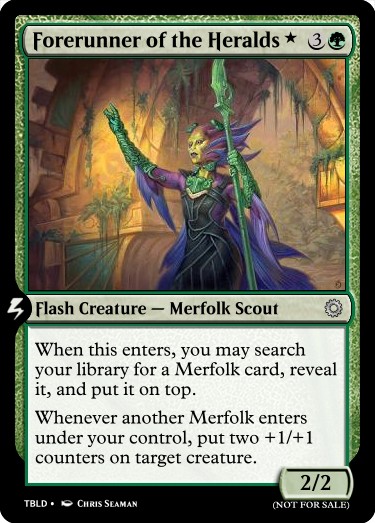 Forerunner of the Heralds★ 3
Flash Creature — Merfolk Scout
When this enters, you may search
your library for a Merfolk card, reveal
it, and put it on top.
Whenever another Merfolk enters
under your control, put two +1/+1
counters on target creature.
2/2
TBLD • Chris Seaman
(NOT FOR SALE)